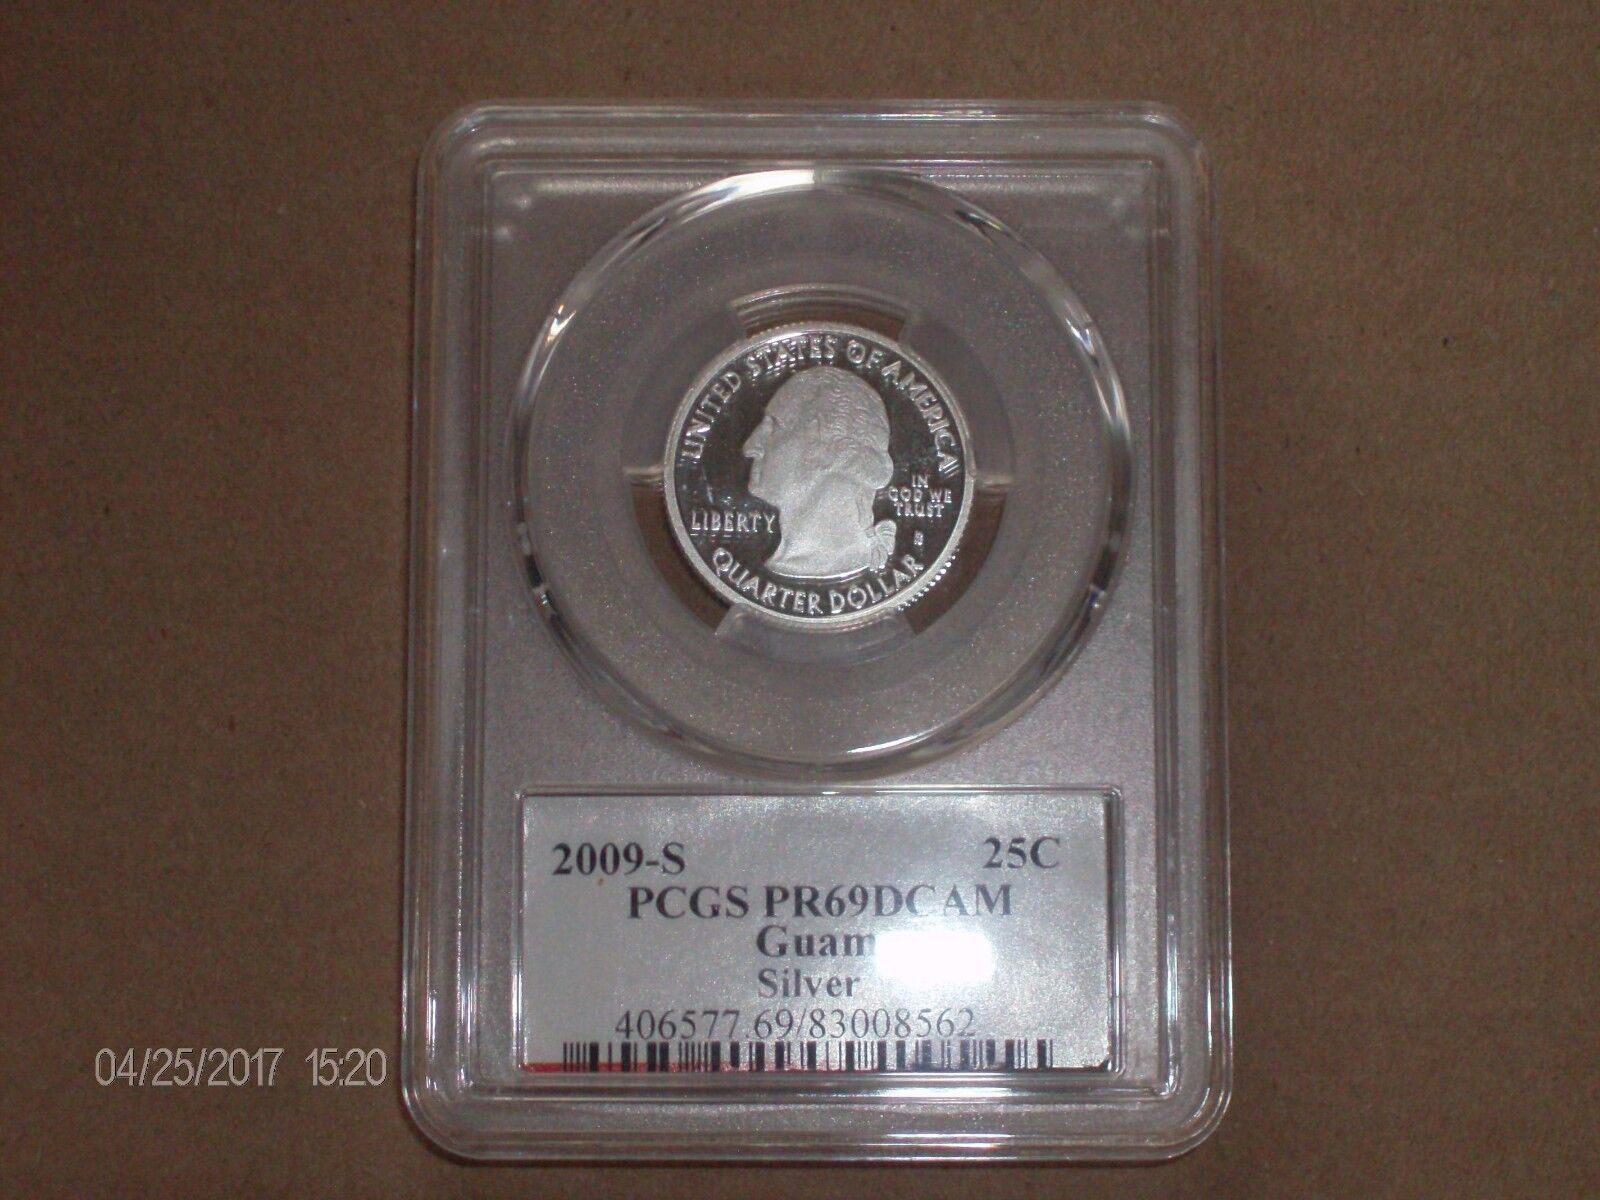 UNITED STATES OF AMERICA
LIBERTY
IN
GOD WE
TRUST
S
QUARTER DOLLAR
2009-S 25C
PCGS PR69DCAM
Guam
Silver
406577.69/83008562
04/25/2017 15:20